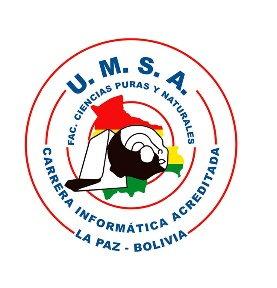 U. M. S. A.
FAC. CIENCIAS PURAS Y NATURALES
CARRERA INFORMÁTICA ACREDITADA
LA PAZ - BOLIVIA